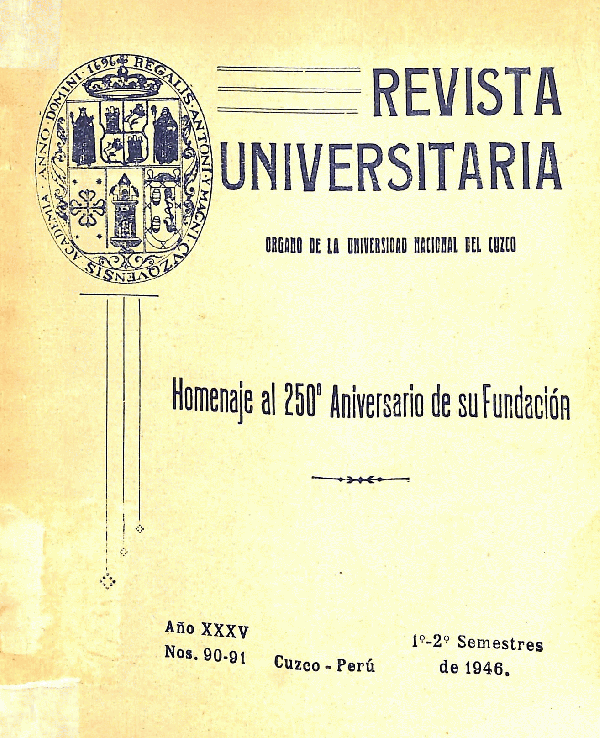 ACADEMIA · ANNO DOMINI · 1696 REGALIS · ANTONI Y MAGNI CVZQVENSIS
REVISTA
UNIVERSITARIA
ORGANO DE LA UNIVERSIDAD NACIONAL DEL CUZCO
Homenaje al 250º Aniversario de su Fundación
Año XXXV
Nos. 90-91
Cuzco - Perú
1º-2º Semestres
de 1946.